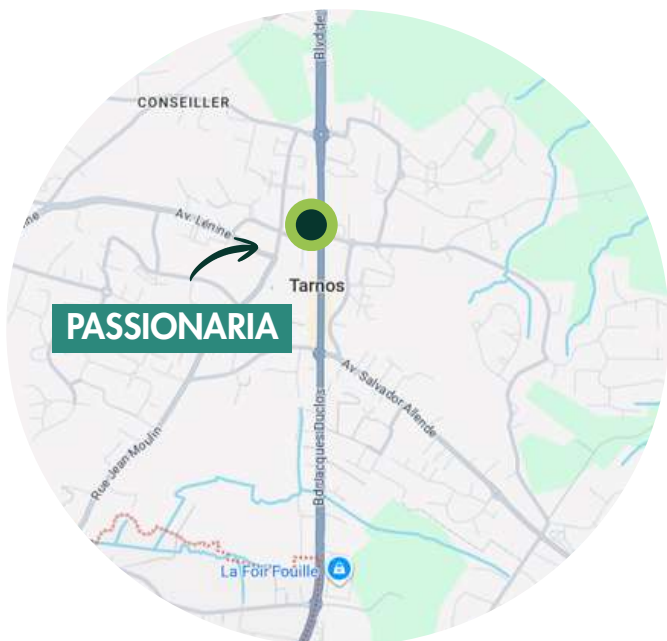 Blvd de
CONSEILLER
Av. Lénine
ine
Tarnos
PASSIONARIA
Av. Salvador Allende
Bd Jacques Duclos
Rue Jean Moulin
La Foir'Fouille